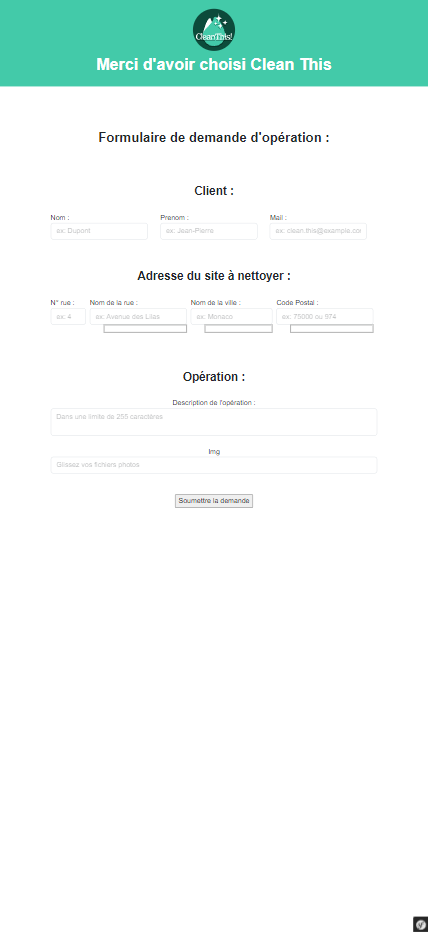 CleanThis!
Merci d'avoir choisi Clean This
Formulaire de demande d'opération :
Client :
Nom : Prenom : Mail :
ex: Dupont ex: Jean-Pierre ex: clean.this@example.co
Adresse du site à nettoyer :
N° rue : Nom de la rue : Nom de la ville : Code Postal :
ex: 4 ex: Avenue des Lilas ex: Monaco ex: 75000 ou 974
Opération :
Description de l'opération :
Dans une limite de 255 caractères
Img
Glissez vos fichiers photos
Soumettre la demande